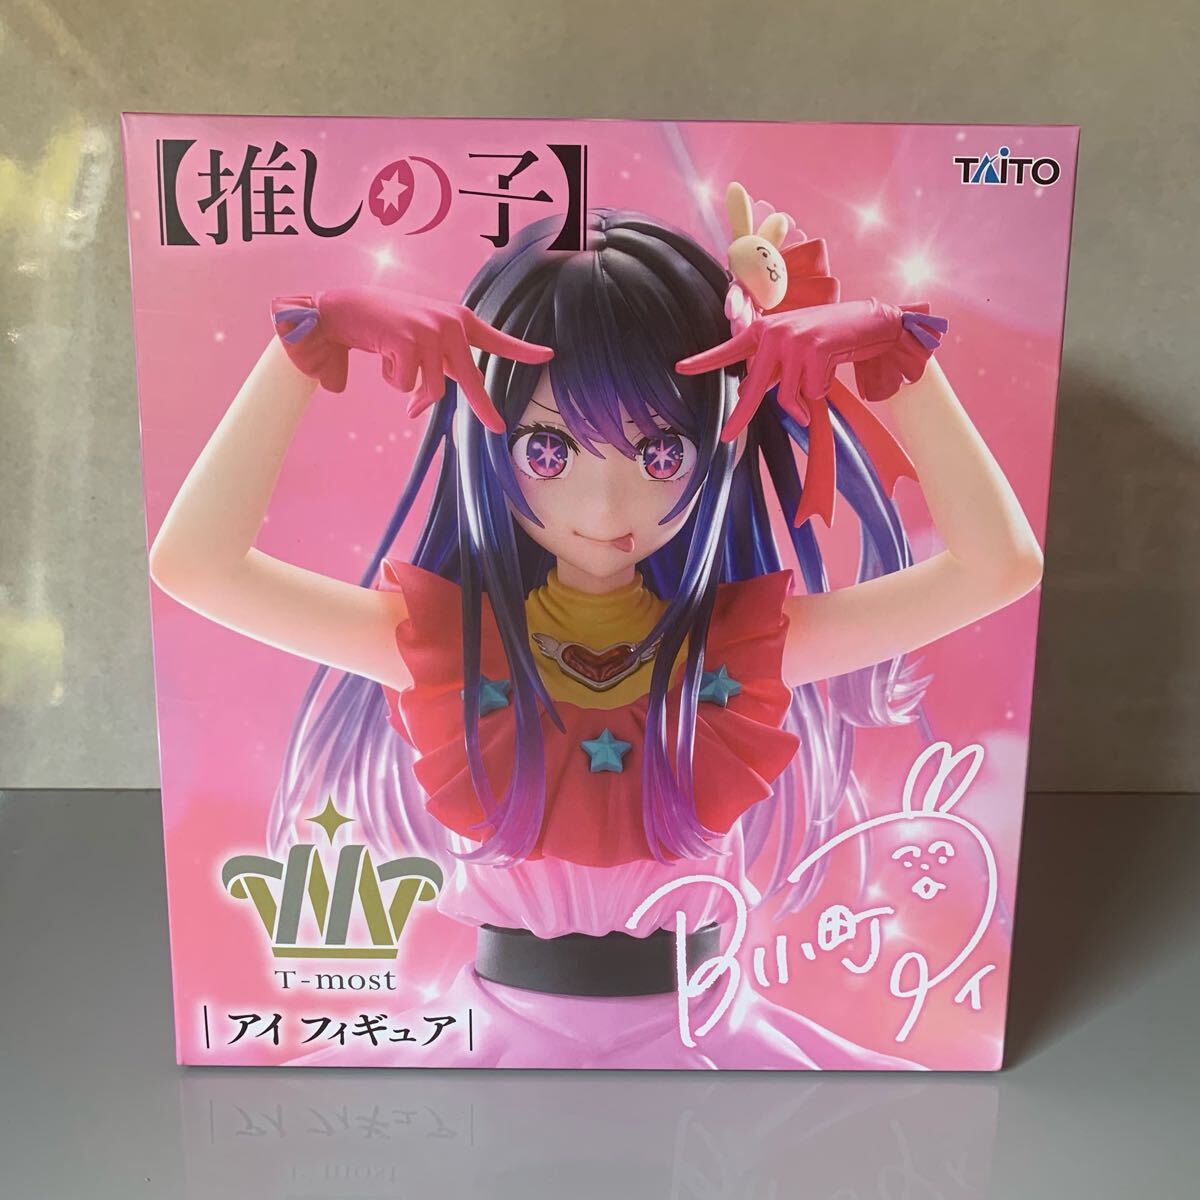 【推しの子】
TAITO
T-most
| アイ フィギュア |
B小町 アイ